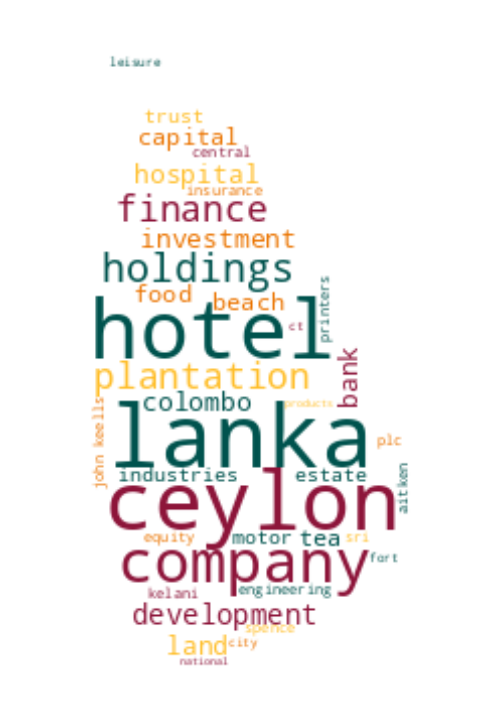 leisure
trust
capital
central
hospital
insurance
finance
investment
holdings
food
beach
printers
hotel
ct
bank
plantation
colombo
products
john keells
lanka
plc
industries
estate
aitken
ceylon
equity
motor
tea
sri
company
fort
kelani
engineering
development
spence
land
city
national